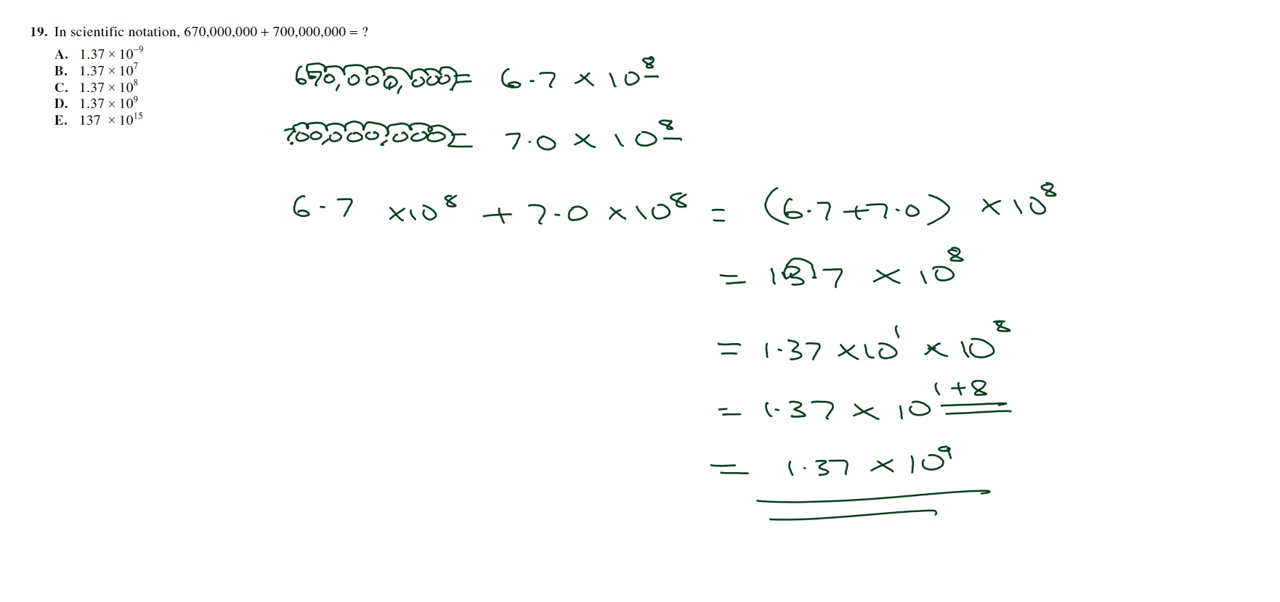 19. In scientific notation, 670,000,000 + 700,000,000 = ?
A. 1.37 × 10⁻⁹
B. 1.37 × 10⁷
C. 1.37 × 10⁸
D. 1.37 × 10⁹
E. 137 × 10¹⁵
670,000,000 = 6.7 × 10⁸
700,000,000 = 7.0 × 10⁸
6.7 × 10⁸ + 7.0 × 10⁸ = (6.7 + 7.0) × 10⁸
= 13.7 × 10⁸
= 1.37 × 10¹ × 10⁸
= 1.37 × 10¹⁺⁸
= 1.37 × 10⁹